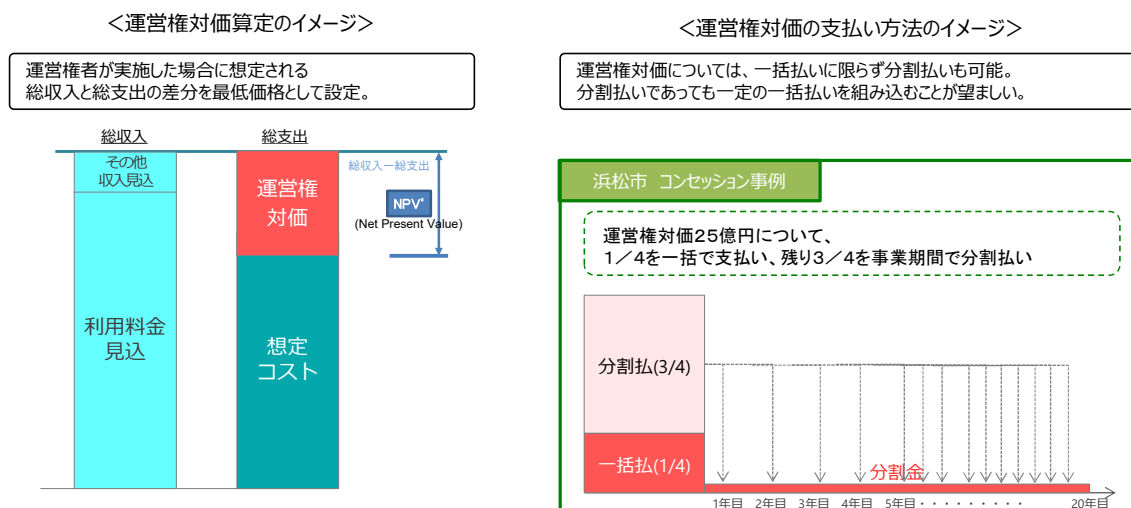 <運営権対価算定のイメージ>
運営権者が実施した場合に想定される
総収入と総支出の差分を最低価格として設定。
総収入
総支出
その他
収入見込
利用料金
見込
運営権
対価
想定
コスト
総収入ー総支出
NPV*
(Net Present Value)
<運営権対価の支払い方法のイメージ>
運営権対価については、一括払いに限らず分割払いも可能。
分割払いであっても一定の一括払いを組み込むことが望ましい。
浜松市 コンセッション事例
運営権対価25億円について、
1/4を一括で支払い、残り3/4を事業期間で分割払い
分割払(3/4)
一括払(1/4)
分割金
1年目 2年目 3年目 4年目 5年目・・・・・・・・・ 20年目